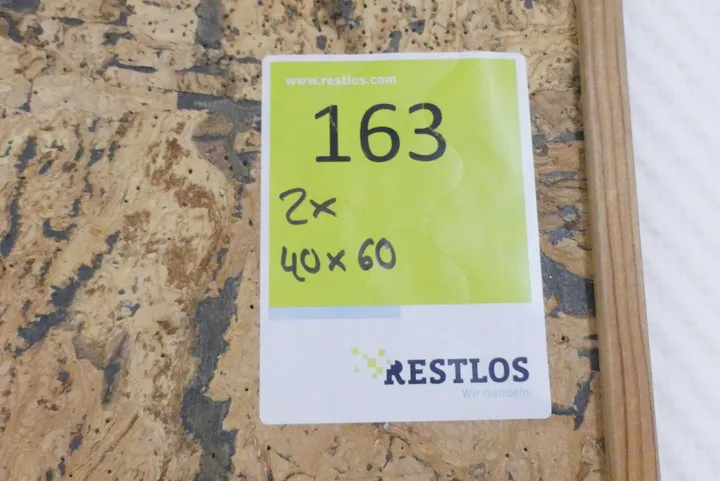 www.restlos.com
163
2x
40x60
RESTLOS
Wir handeln.